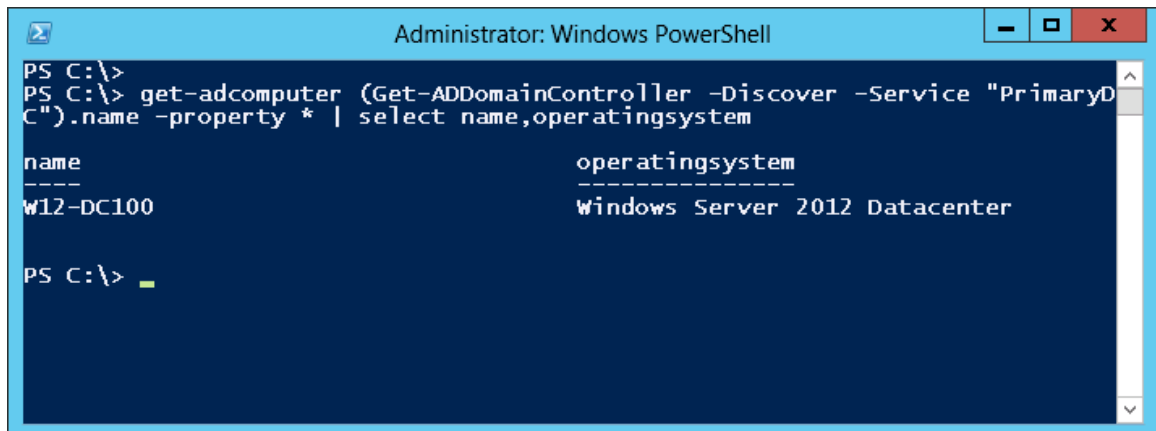 Administrator: Windows PowerShell
PS C:\>
PS C:\> get-adcomputer (Get-ADDomainController -Discover -Service "PrimaryD
C").name -property * | select name,operatingsystem
name operatingsystem
---- ---------------
W12-DC100 Windows Server 2012 Datacenter
PS C:\>